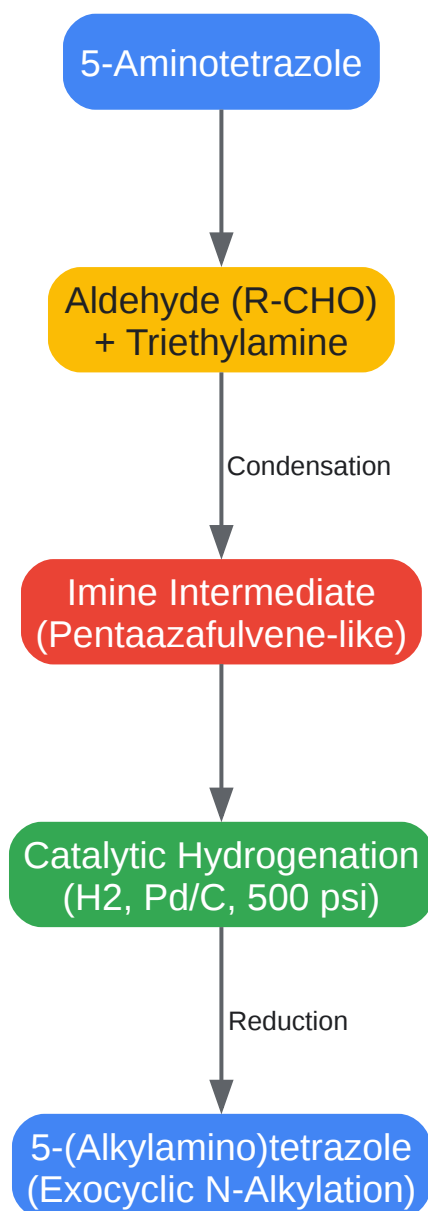 5-Aminotetrazole
Aldehyde (R-CHO)
+ Triethylamine
Condensation
Imine Intermediate
(Pentaazafulvene-like)
Catalytic Hydrogenation
(H2, Pd/C, 500 psi)
Reduction
5-(Alkylamino)tetrazole
(Exocyclic N-Alkylation)